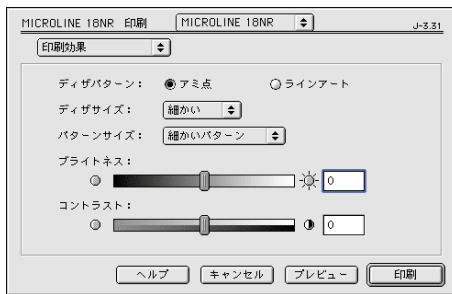 MICROLINE 18NR 印刷 MICROLINE 18NR J-3.31
印刷効果
ディザパターン： アミ点 ラインアート
ディザサイズ： 細かい
パターンサイズ： 細かいパターン
ブライトネス：
0
コントラスト：
0
ヘルプ キャンセル プレビュー 印刷